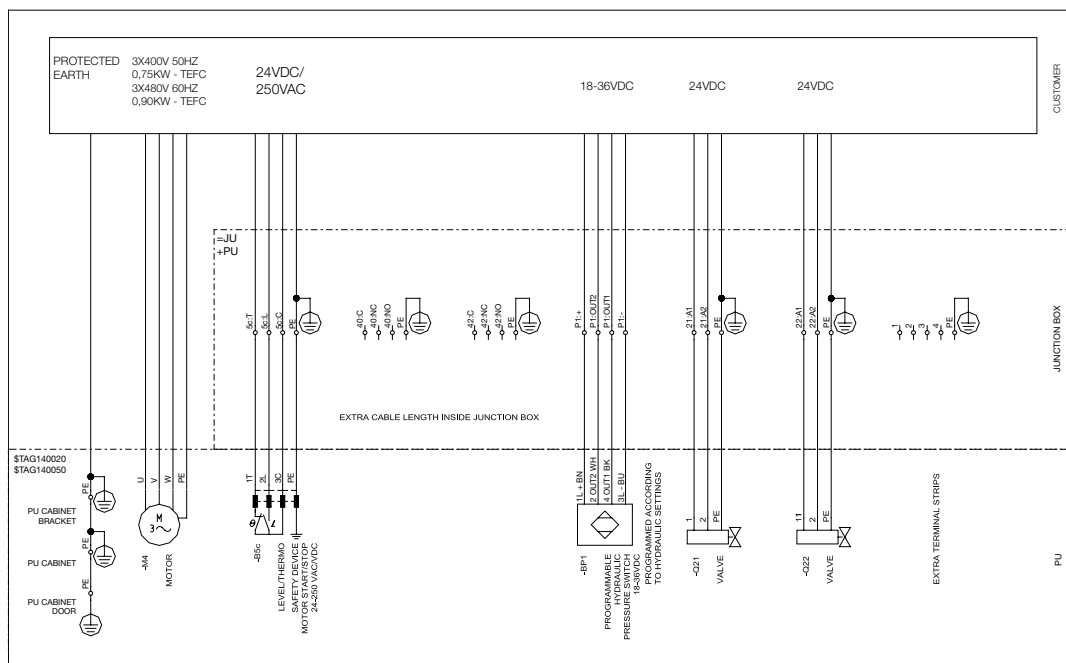 PROTECTED
EARTH
3X400V 50HZ
0,75KW - TEFC
3X480V 60HZ
0,90KW - TEFC
24VDC/
250VAC
18-36VDC
24VDC
24VDC
CUSTOMER
=JU
+PU
5c:T
5c:L
5c:C
PE
40:C
40:NC
40:NO
PE
42:C
42:NC
42:NO
PE
P1:+
P1:OUT2
P1:OUT1
P1:-
21:A1
21:A2
PE
22:A1
22:A2
PE
1
2
3
4
PE
JUNCTION BOX
EXTRA CABLE LENGTH INSIDE JUNCTION BOX
$TAG140020
$TAG140050
PE
PU CABINET
BRACKET
PE
PU CABINET
PE
PU CABINET
DOOR
U
V
W
PE
M
3
-M4
MOTOR
1T
2L
3C
PE
-B5c
LEVEL/THERMO
SAFETY DEVICE
MOTOR START/STOP
24-250 VAC/VDC
1L + BN
2 OUT2 WH
4 OUT1 BK
3L - BU
-BP1
PROGRAMMABLE
HYDRAULIC
PRESSURE SWITCH
18-36VDC
PROGRAMMED ACCORDING
TO HYDRAULIC SETTINGS
1
2
PE
-Q21
VALVE
11
2
PE
-Q22
VALVE
EXTRA TERMINAL STRIPS
PU